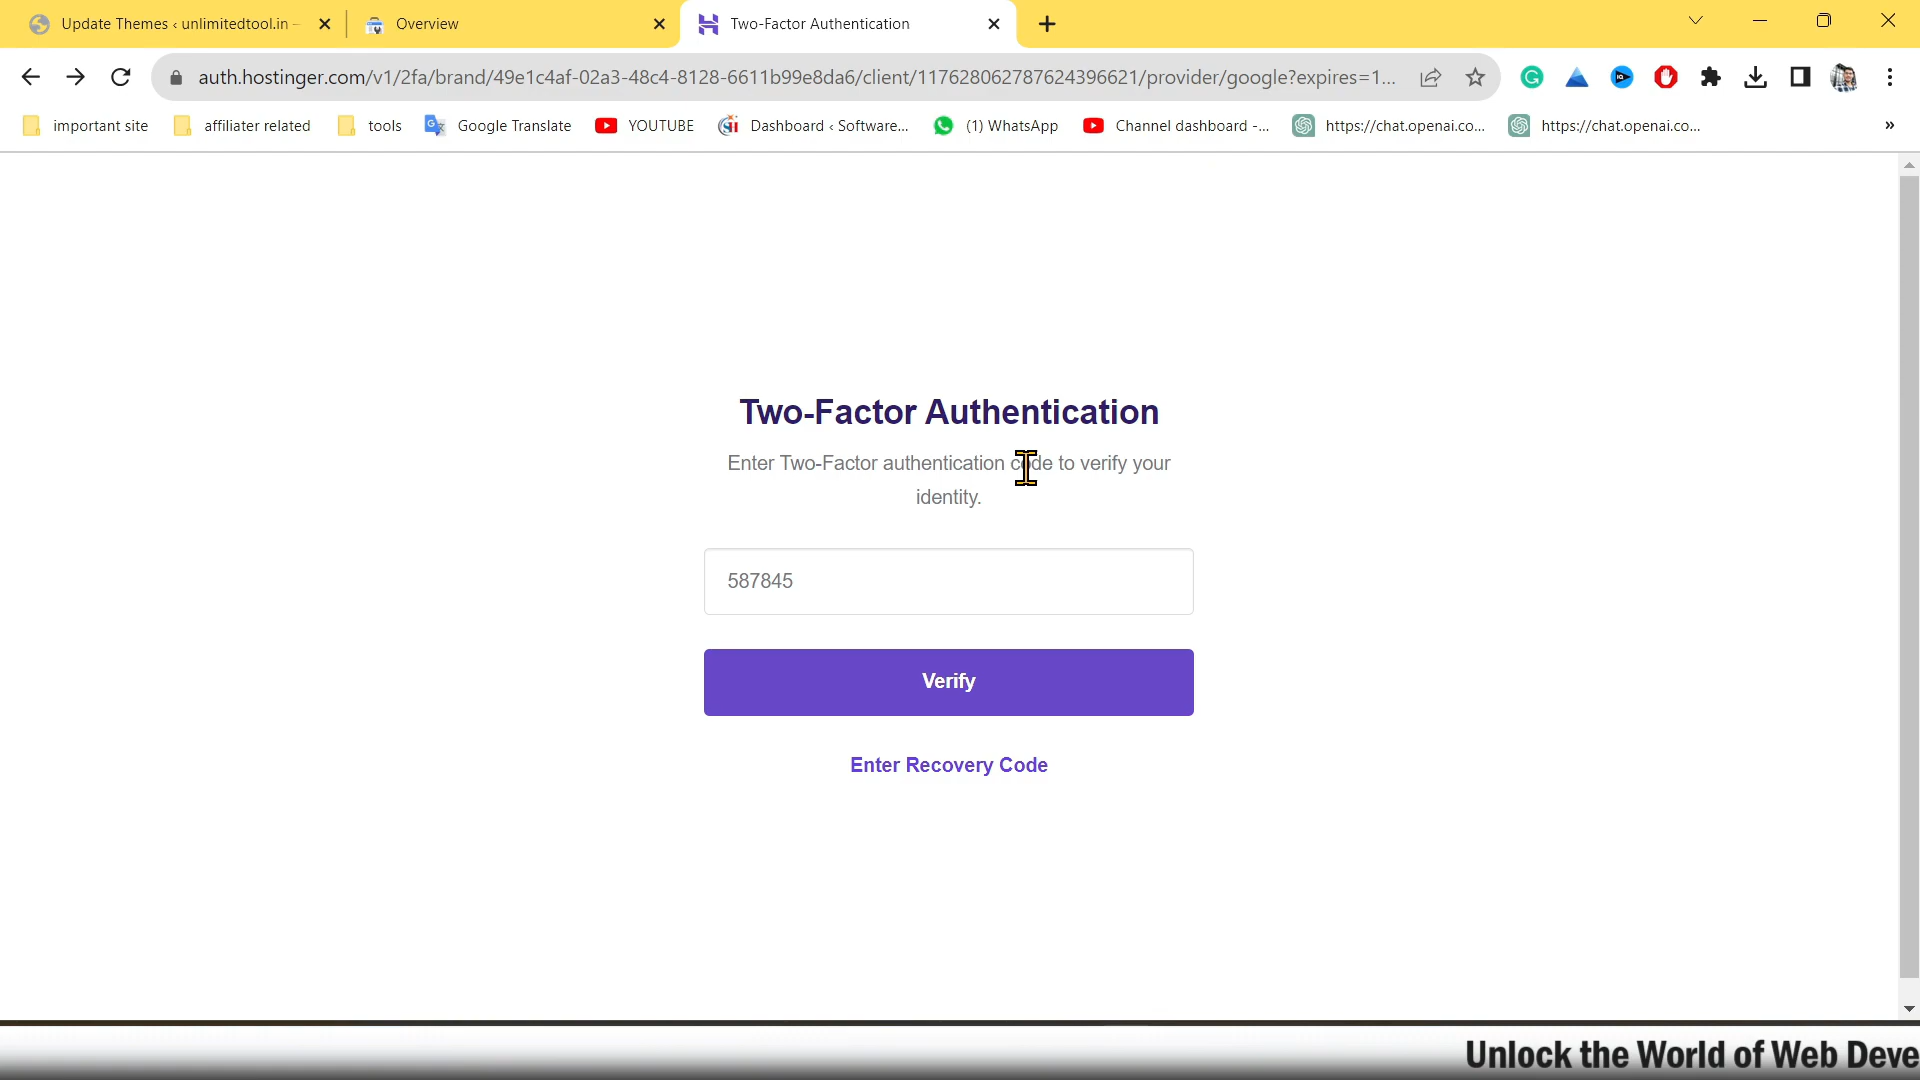 Update Themes ‹ unlimitedtool.in –
Overview
Two-Factor Authentication
auth.hostinger.com/v1/2fa/brand/49e1c4af-02a3-48c4-8128-6611b99e8da6/client/117628062787624396621/provider/google?expires=1...
important site
affiliater related
tools
Google Translate
YOUTUBE
Dashboard ‹ Software...
(1) WhatsApp
Channel dashboard -...
https://chat.openai.co...
https://chat.openai.co...
»
Two-Factor Authentication
Enter Two-Factor authentication code to verify your
identity.
587845
Verify
Enter Recovery Code
Unlock the World of Web Deve